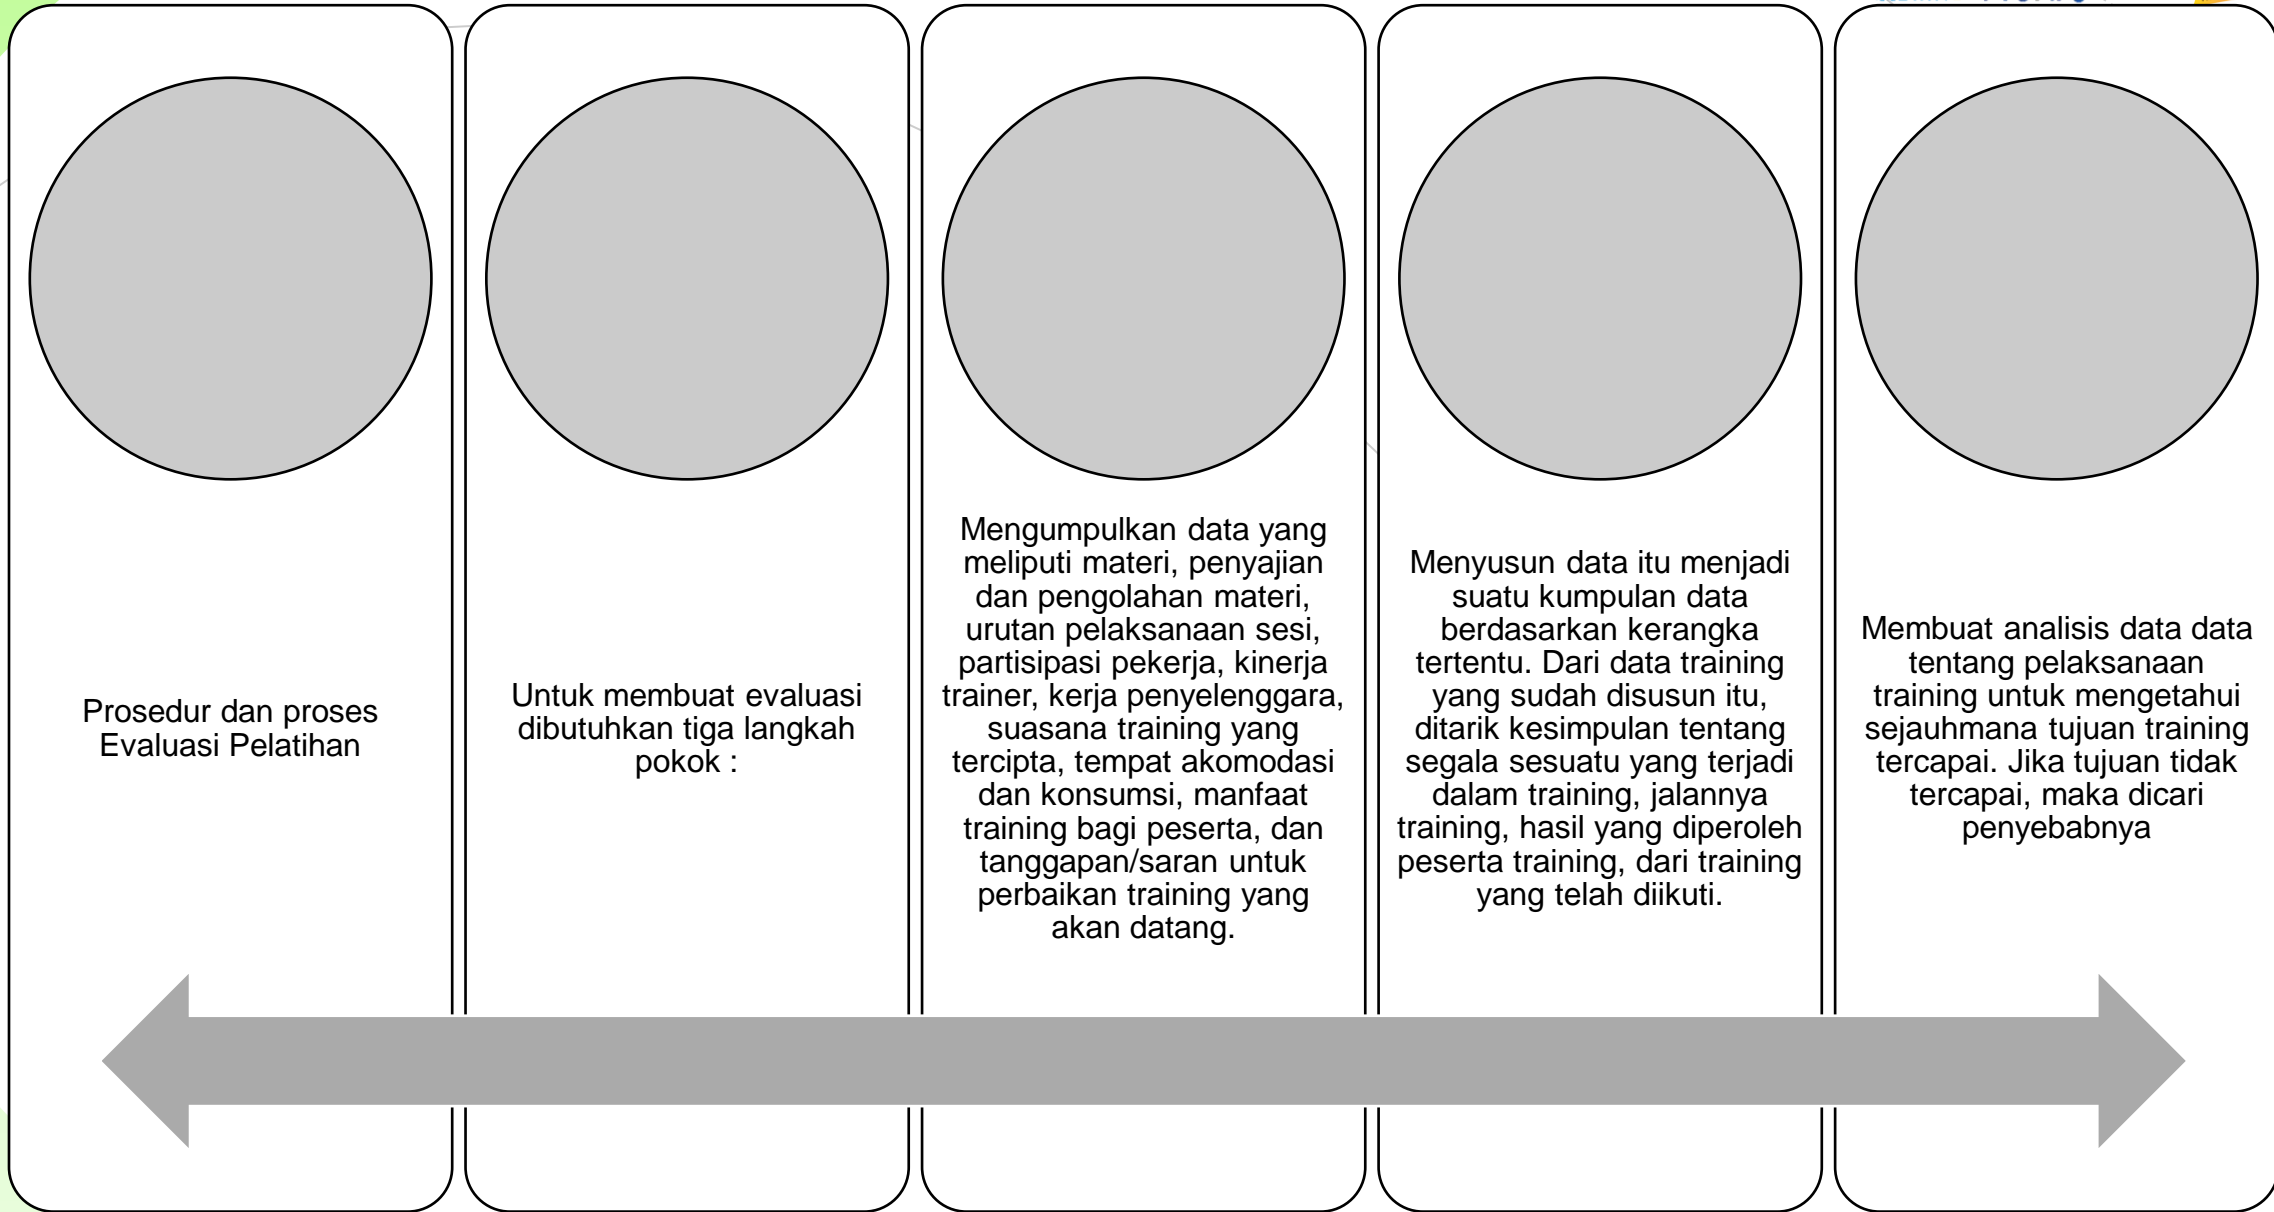 Prosedur dan proses
Evaluasi Pelatihan
Untuk membuat evaluasi
dibutuhkan tiga langkah
pokok :
Mengumpulkan data yang
meliputi materi, penyajian
dan pengolahan materi,
urutan pelaksanaan sesi,
partisipasi pekerja, kinerja
trainer, kerja penyelenggara,
suasana training yang
tercipta, tempat akomodasi
dan konsumsi, manfaat
training bagi peserta, dan
tanggapan/saran untuk
perbaikan training yang
akan datang.
Menyusun data itu menjadi
suatu kumpulan data
berdasarkan kerangka
tertentu. Dari data training
yang sudah disusun itu,
ditarik kesimpulan tentang
segala sesuatu yang terjadi
dalam training, jalannya
training, hasil yang diperoleh
peserta training, dari training
yang telah diikuti.
Membuat analisis data data
tentang pelaksanaan
training untuk mengetahui
sejauhmana tujuan training
tercapai. Jika tujuan tidak
tercapai, maka dicari
penyebabnya